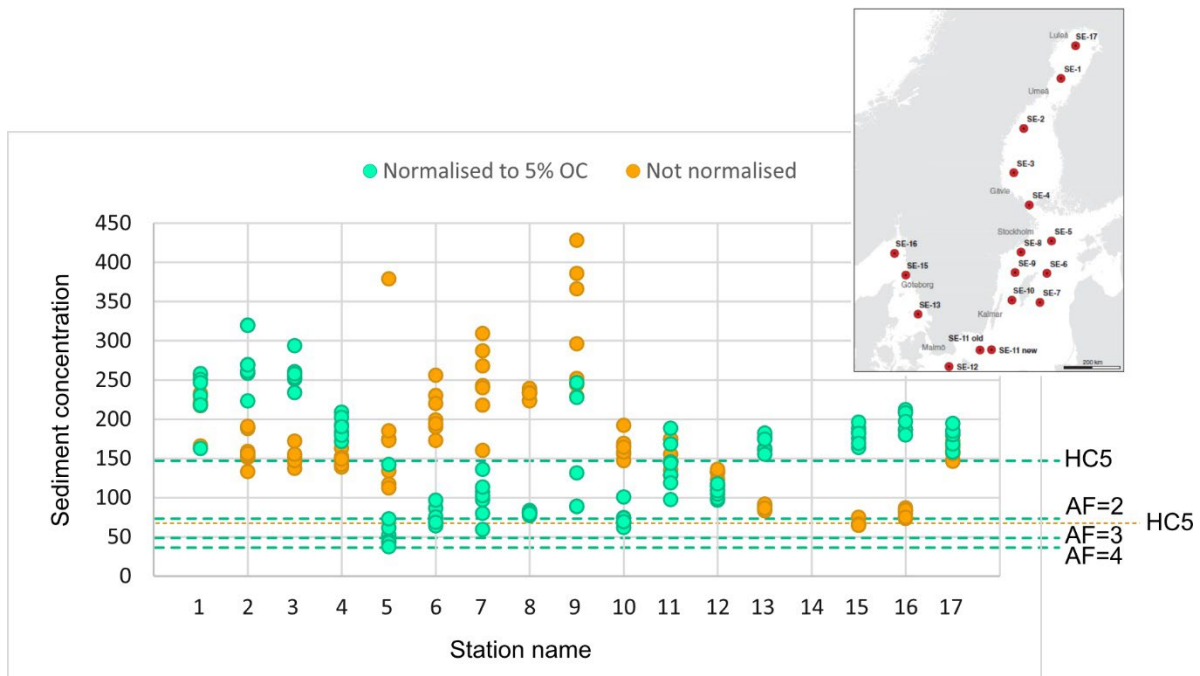 Luleå
SE-17
SE-1
Umeå
SE-2
SE-3
Gävle
SE-4
Stockholm
SE-5
SE-16
SE-8
SE-15
SE-9
SE-6
Göteborg
SE-10
SE-7
SE-13
Kalmar
SE-11 old
Malmö
SE-11 new
SE-12
200 km
Normalised to 5% OC
Not normalised
Sediment concentration
450
400
350
300
250
200
150
100
50
0
HC5
AF=2
HC5
AF=3
AF=4
1 2 3 4 5 6 7 8 9 10 11 12 13 14 15 16 17
Station name